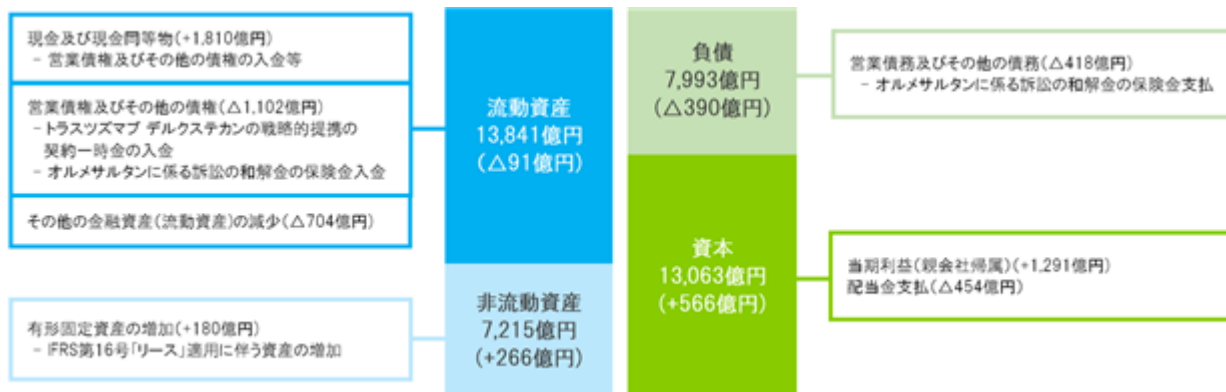 現金及び現金同等物(+1,810億円)
- 営業債権及びその他の債権の入金等
営業債権及びその他の債権(△1,102億円)
-トラスツズマブ デルクステカンの戦略的提携の
契約一時金の入金
- オルメサルタンに係る訴訟の和解金の保険金入金
その他の金融資産(流動資産)の減少(△704億円)
有形固定資産の増加(+180億円)
- IFRS第16号「リース」適用に伴う資産の増加
流動資産
13,841億円
(△91億円)
非流動資産
7,215億円
(+266億円)
負債
7,993億円
(△390億円)
資本
13,063億円
(+566億円)
営業債務及びその他の債務(△418億円)
- オルメサルタンに係る訴訟の和解金の保険金支払
当期利益(親会社帰属)(+1,291億円)
配当金支払(△454億円)